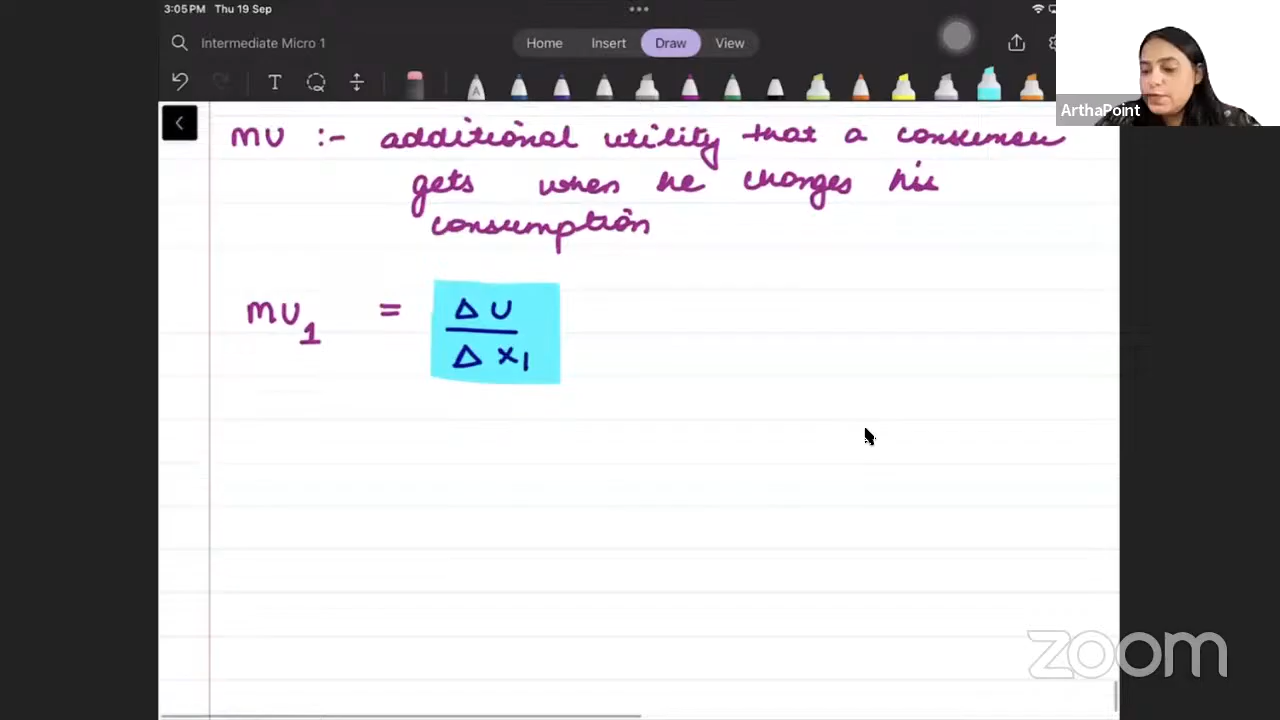 3:05 PM Thu 19 Sep
Intermediate Micro 1
Home Insert Draw View
T
A
ArthaPoint
MU :- additional utility that a consumer
gets when he changes his
consumption
MU1 = ΔU
Δx1
zoom